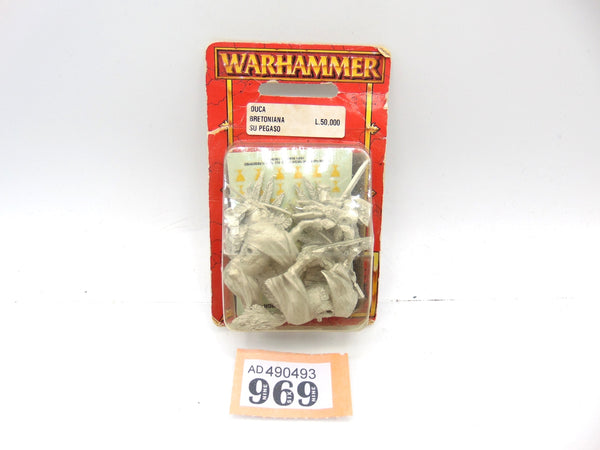 WARHAMMER
DUCA
BRETONIANA
SU PEGASO
L.50.000
AD 490493
969